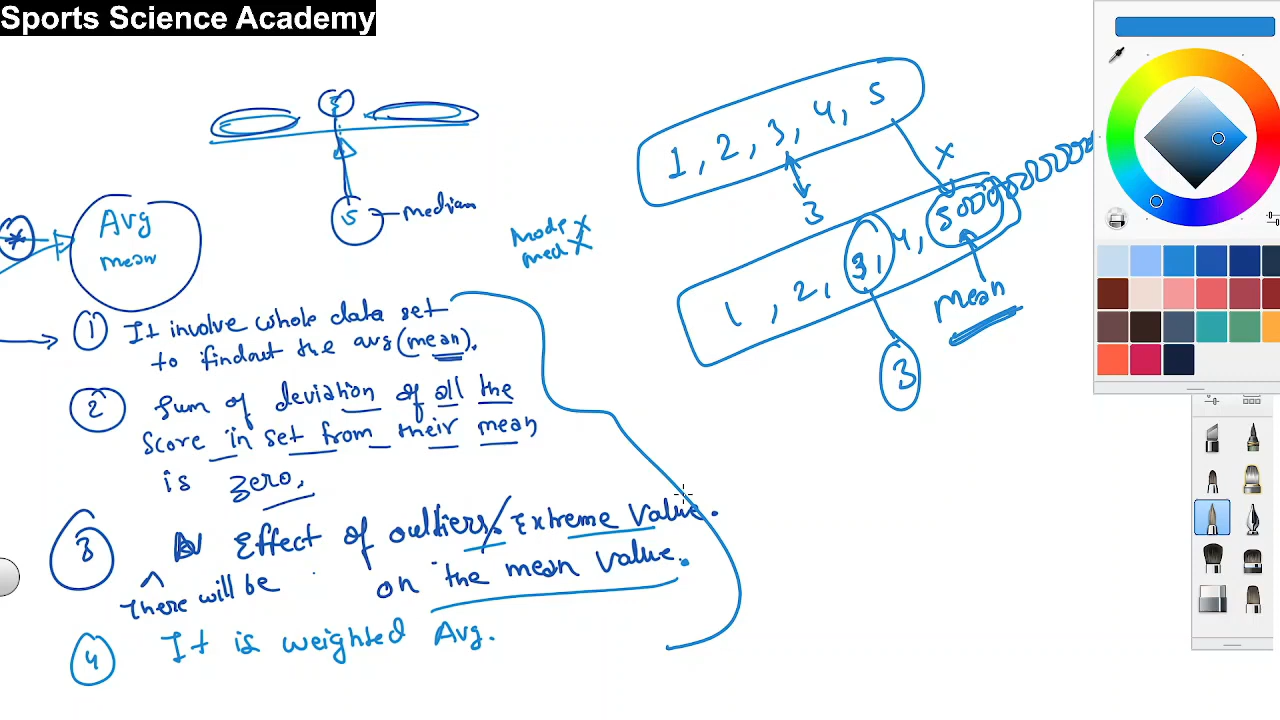 Sports Science Academy
5 median
Avg
mean
Mode X
med X
1, 2, 3, 4, 5
3
X
1, 2, 3, 4,
mean
3
1 It involve whole data set
to findout the avg (mean).
2 Sum of deviation of all the
score in set from their mean
is zero.
3 Effect of outliers. Extreme value.
There will be on the mean value.
4 It is weighted Avg.